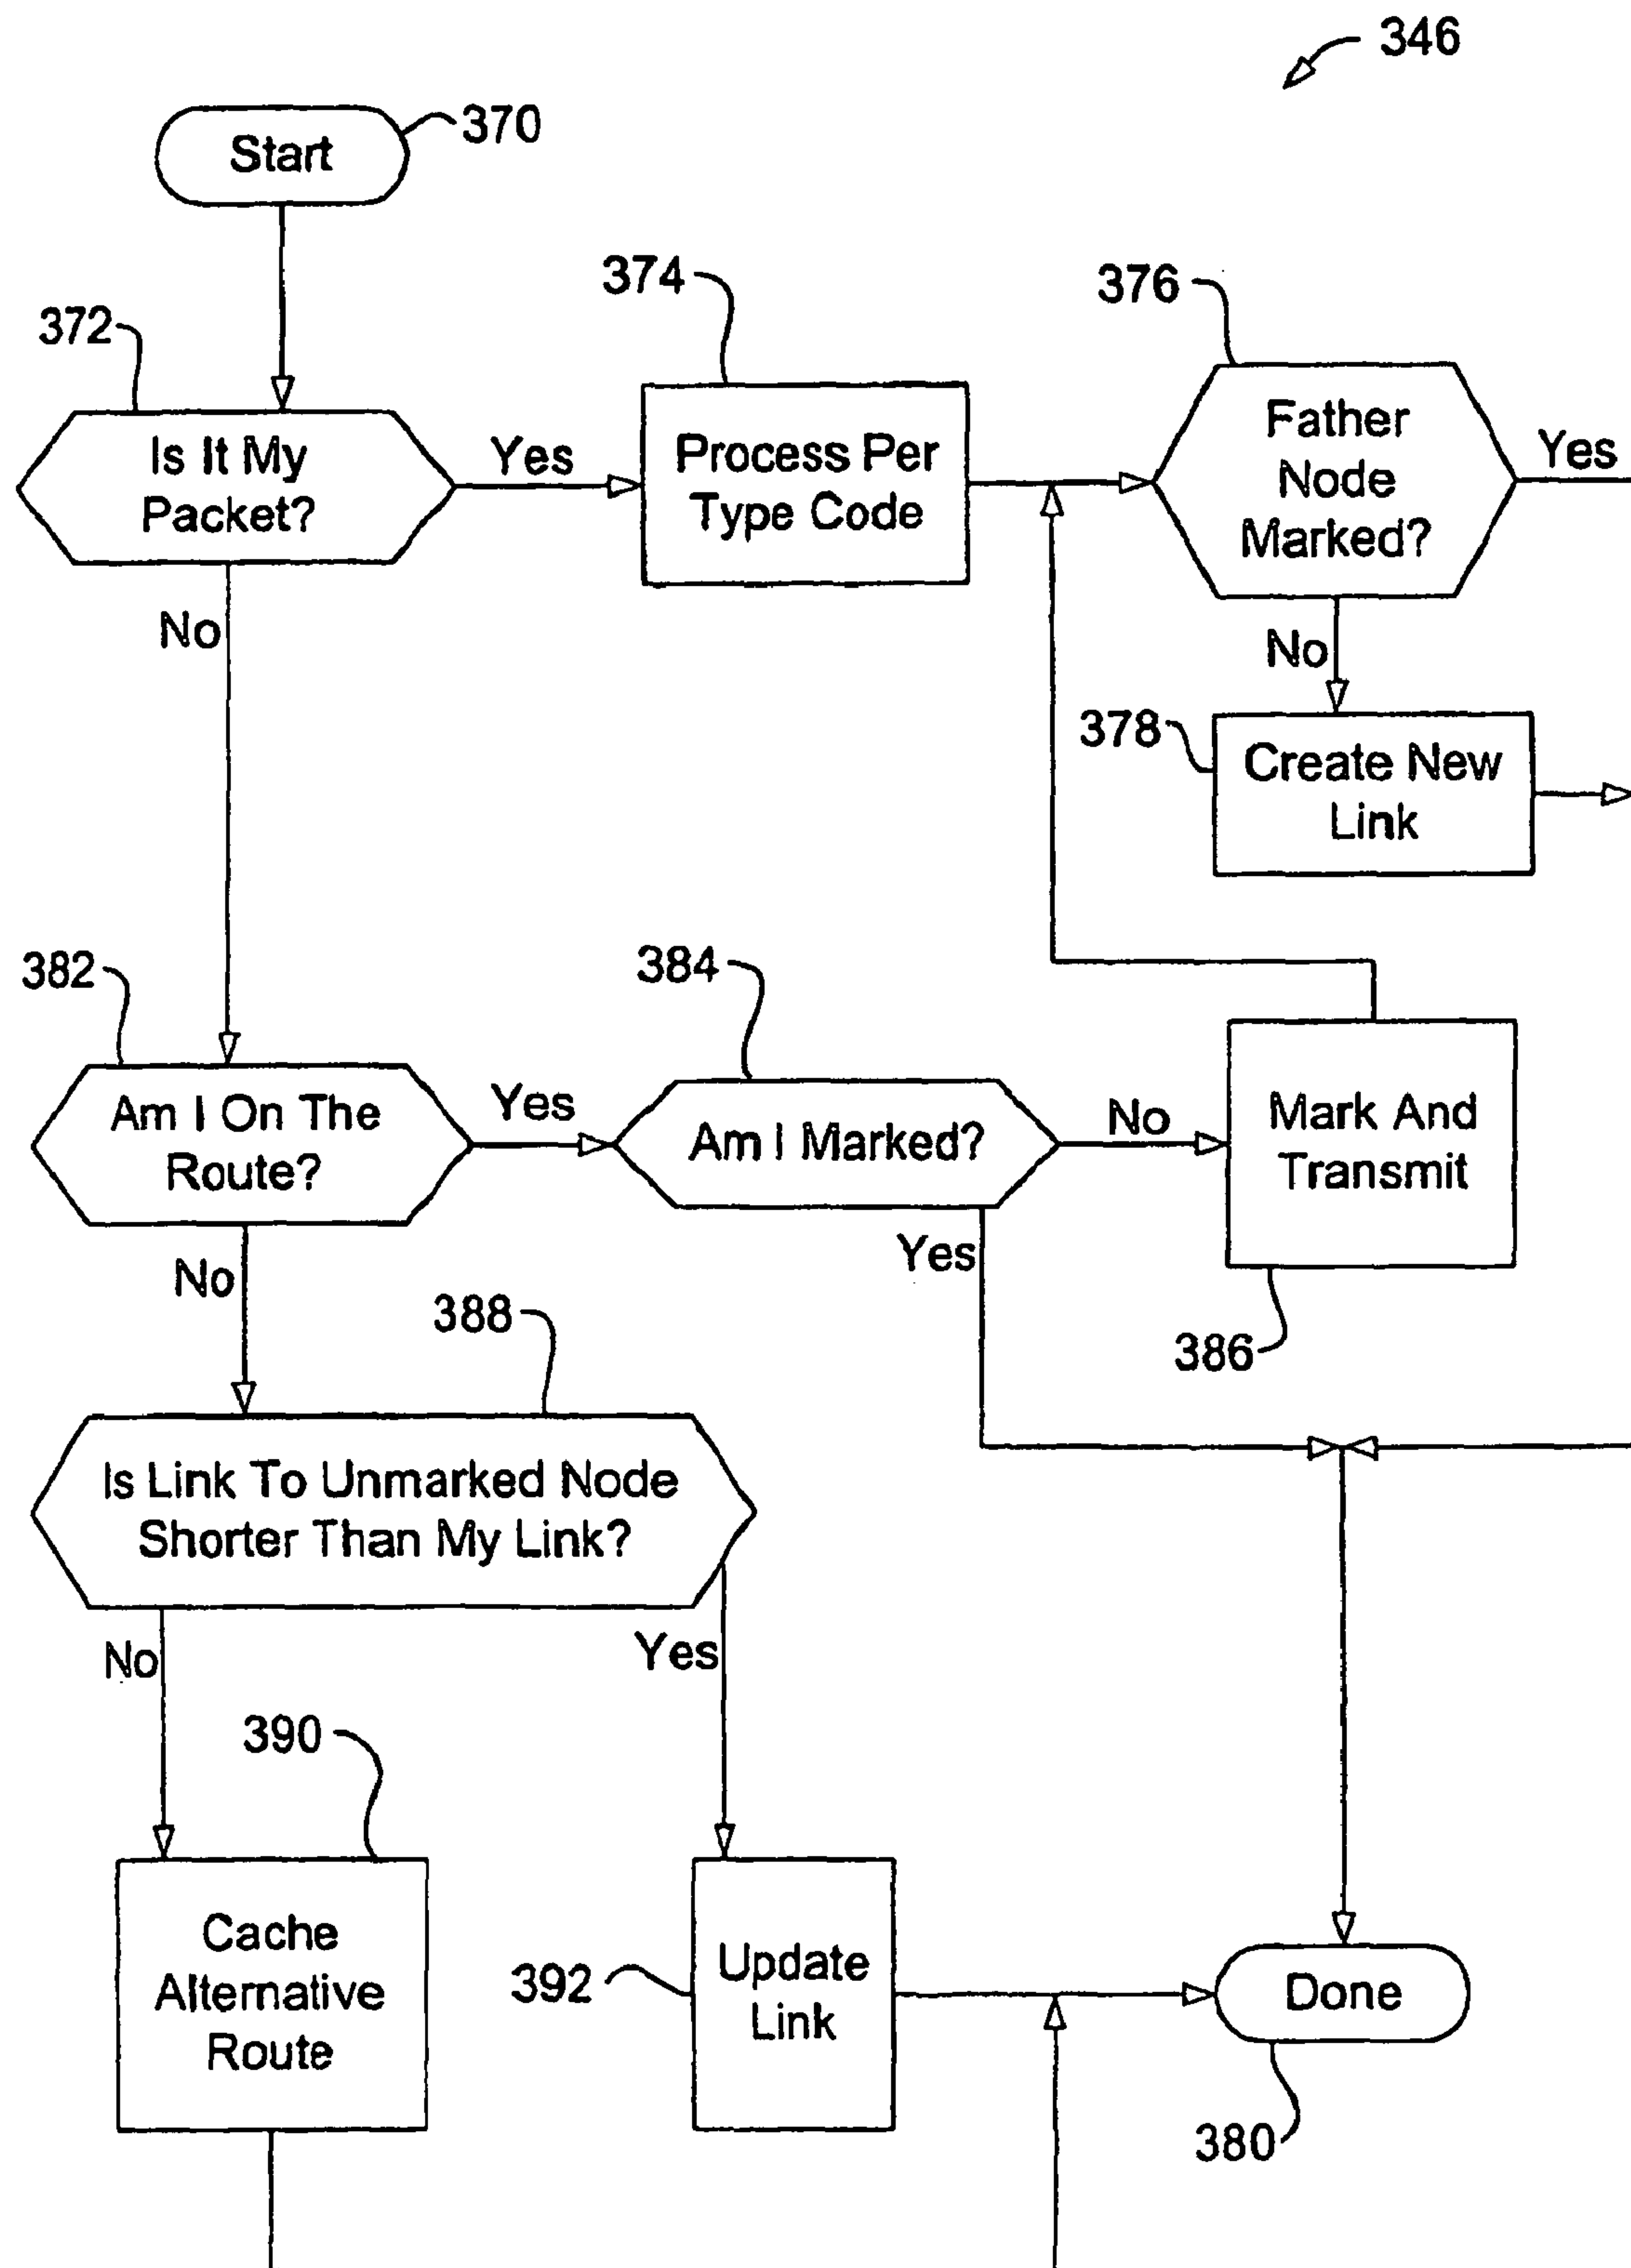 346
Start
370
372
Is It My
Packet?
Yes
No
374
Process Per
Type Code
376
Father
Node
Marked?
Yes
No
378
Create New
Link
382
Am I On The
Route?
Yes
No
384
Am I Marked?
No
Yes
Mark And
Transmit
386
388
Is Link To Unmarked Node
Shorter Than My Link?
No
Yes
390
Cache
Alternative
Route
392
Update
Link
Done
380